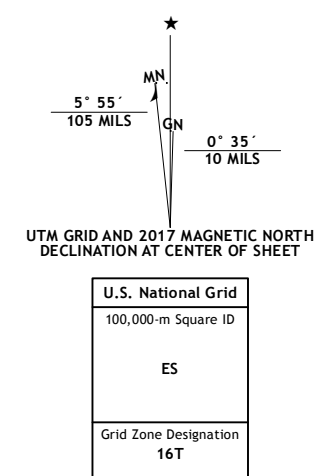 ★
MN.
5° 55´
105 MILS
GN
0° 35´
10 MILS
UTM GRID AND 2017 MAGNETIC NORTH
DECLINATION AT CENTER OF SHEET
U.S. National Grid
100,000-m Square ID
ES
Grid Zone Designation
16T